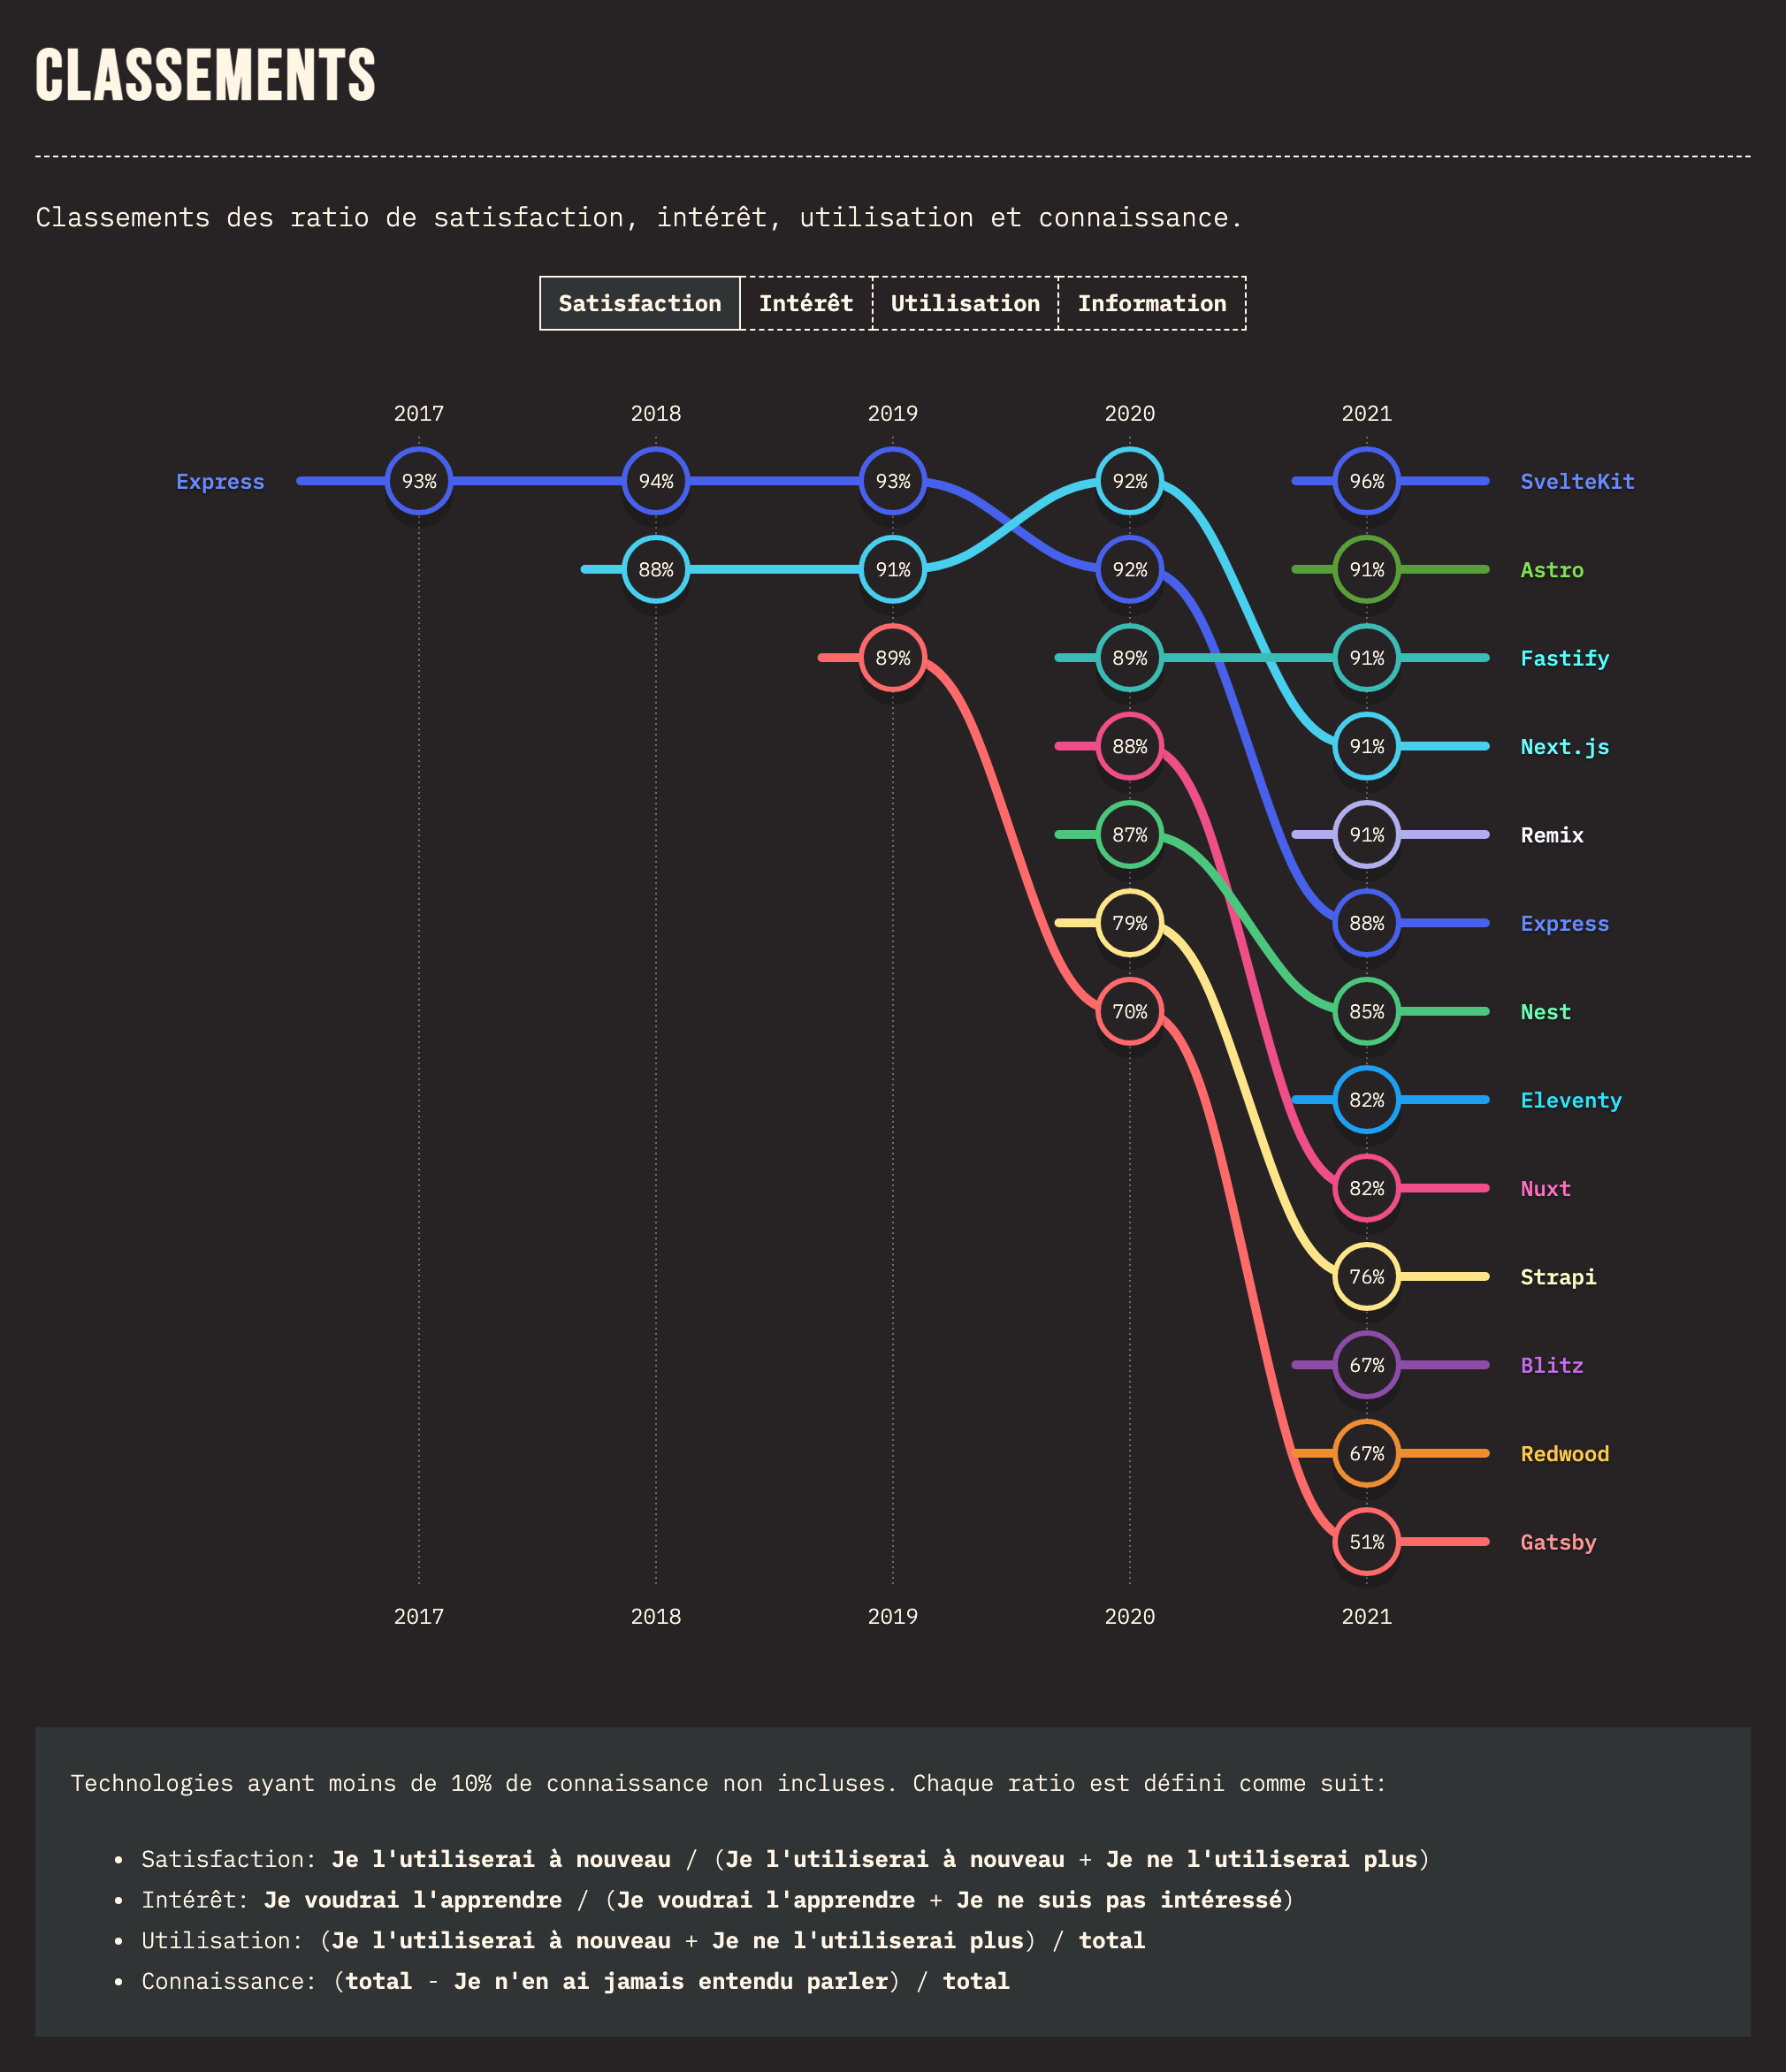 CLASSEMENTS
Classements des ratio de satisfaction, intérêt, utilisation et connaissance.
Satisfaction Intérêt Utilisation Information
2017 2018 2019 2020 2021
Express 93% 94% 93% 92% 96% SvelteKit
88% 91% 92% 91% Astro
89% 89% 91% Fastify
88% 91% Next.js
87% 91% Remix
79% 88% Express
70% 85% Nest
82% Eleventy
82% Nuxt
76% Strapi
67% Blitz
67% Redwood
51% Gatsby
2017 2018 2019 2020 2021
Technologies ayant moins de 10% de connaissance non incluses. Chaque ratio est défini comme suit:
• Satisfaction: Je l'utiliserai à nouveau / (Je l'utiliserai à nouveau + Je ne l'utiliserai plus)
• Intérêt: Je voudrai l'apprendre / (Je voudrai l'apprendre + Je ne suis pas intéressé)
• Utilisation: (Je l'utiliserai à nouveau + Je ne l'utiliserai plus) / total
• Connaissance: (total - Je n'en ai jamais entendu parler) / total